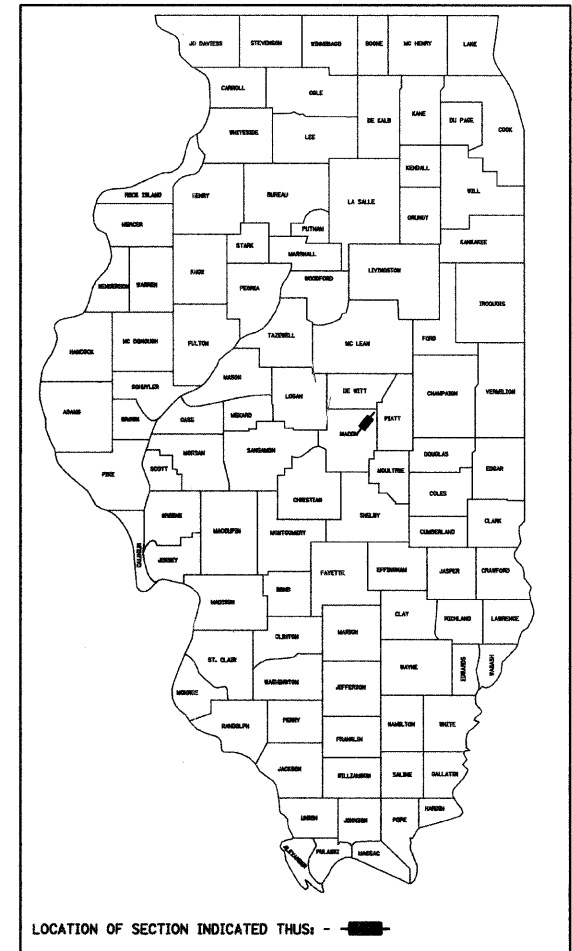 JO DAVIESS STEVENSON WINNEBAGO BOONE MC HENRY LAKE
CARROLL OGLE DE KALB KANE DU PAGE COOK
WHITESIDE LEE KENDALL WILL
ROCK ISLAND HENRY BUREAU LA SALLE GRUNDY
MERCER PUTNAM KANKAKEE
STARK MARSHALL
HENDERSON WARREN KNOX PEORIA WOODFORD LIVINGSTON IROQUOIS
HANCOCK MC DONOUGH FULTON TAZEWELL MC LEAN FORD
SCHUYLER MASON CHAMPAIGN VERMILION
ADAMS BROWN CASS MENARD LOGAN DE WITT PIATT
MACON
PIKE SCOTT MORGAN SANGAMON DOUGLAS EDGAR
MOULTRIE
CHRISTIAN COLES
GREENE MACOUPIN MONTGOMERY SHELBY CUMBERLAND CLARK
CALHOUN JERSEY
FAYETTE EFFINGHAM JASPER CRAWFORD
MADISON BOND
CLAY RICHLAND LAWRENCE
CLINTON MARION
ST. CLAIR WAYNE EDWARDS WABASH
MONROE WASHINGTON JEFFERSON
RANDOLPH PERRY HAMILTON WHITE
FRANKLIN
JACKSON WILLIAMSON SALINE GALLATIN
UNION JOHNSON POPE HARDIN
ALEXANDER PULASKI MASSAC
LOCATION OF SECTION INDICATED THUS: -